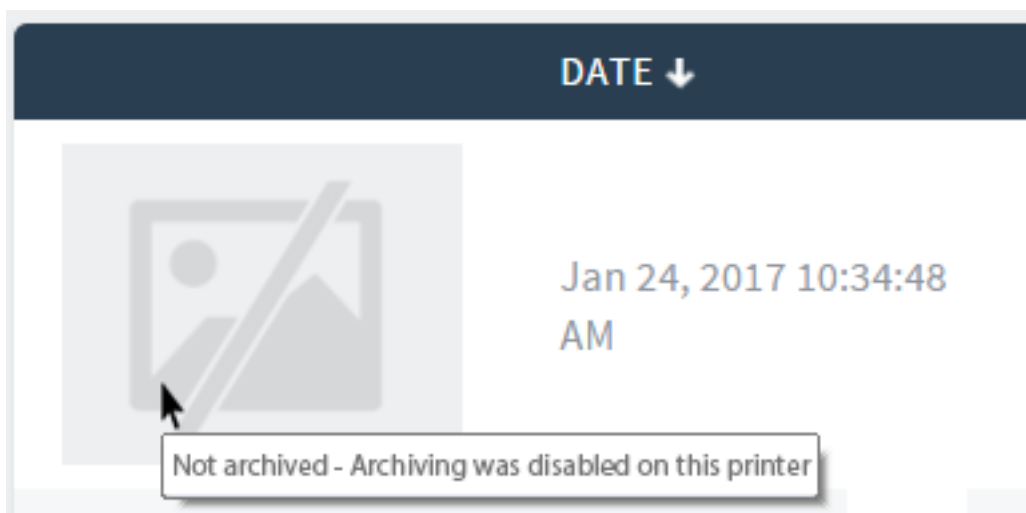 DATE
Jan 24, 2017 10:34:48
AM
Not archived - Archiving was disabled on this printer